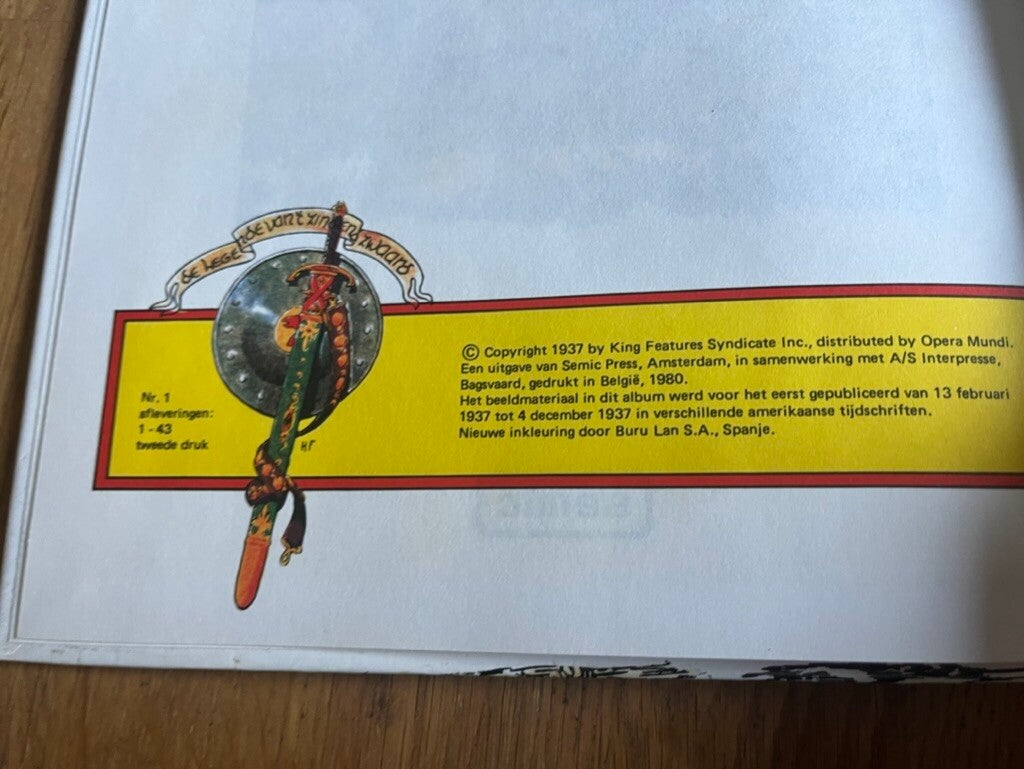 de legende van't zingend zwaard
Nr. 1
afleveringen:
1 - 43
tweede druk
HF
© Copyright 1937 by King Features Syndicate Inc., distributed by Opera Mundi.
Een uitgave van Semic Press, Amsterdam, in samenwerking met A/S Interpresse,
Bagsvaard, gedrukt in België, 1980.
Het beeldmateriaal in dit album werd voor het eerst gepubliceerd van 13 februari
1937 tot 4 december 1937 in verschillende amerikaanse tijdschriften.
Nieuwe inkleuring door Buru Lan S.A., Spanje.